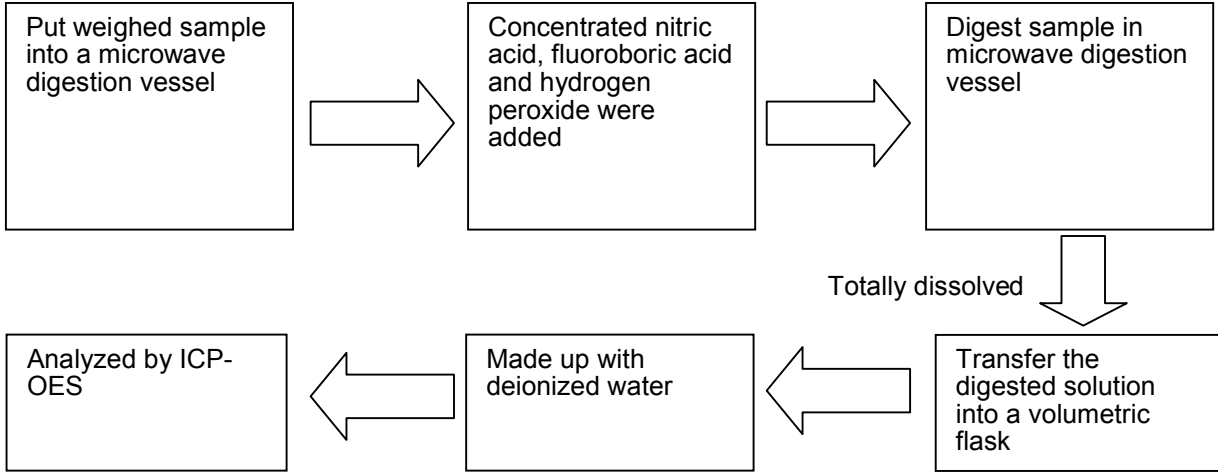 Put weighed sample
into a microwave
digestion vessel
Concentrated nitric
acid, fluoroboric acid
and hydrogen
peroxide were
added
Digest sample in
microwave digestion
vessel
Totally dissolved
Transfer the
digested solution
into a volumetric
flask
Made up with
deionized water
Analyzed by ICP-
OES